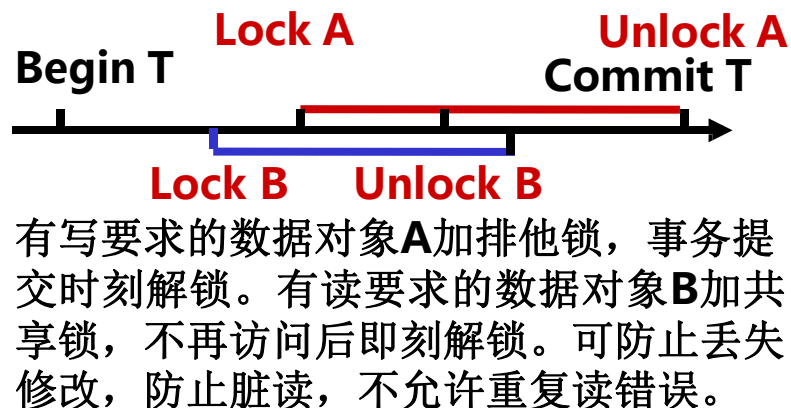 Lock A
Unlock A
Begin T
Commit T
Lock B
Unlock B
有写要求的数据对象A加排他锁，事务提
交时刻解锁。有读要求的数据对象B加共
享锁，不再访问后即刻解锁。可防止丢失
修改，防止脏读，不允许重复读错误。